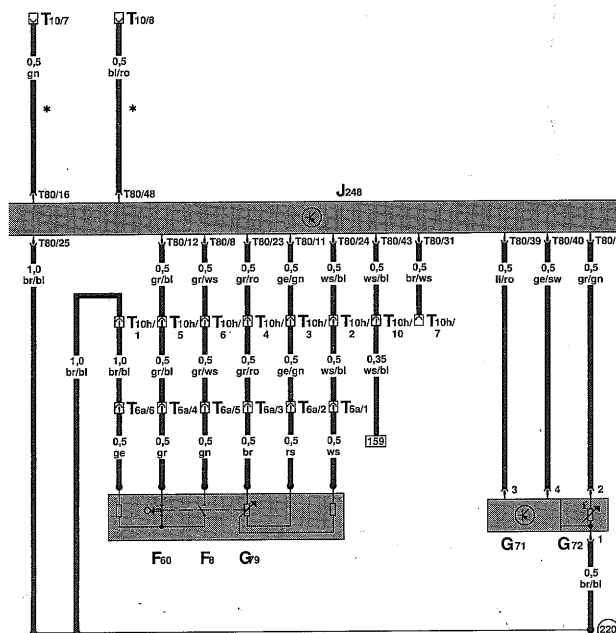 T10/7 T10/8
0,5 0,5
gn bl/ro
* *
T80/16 T80/48 J248
T80/25 T80/12 T80/8 T80/23 T80/11 T80/24 T80/43 T80/31 T80/39 T80/40 T80/
1,0 0,5 0,5 0,5 0,5 0,5 0,5 0,5 0,5 0,5 0,5
br/bl gr/bl gr/ws gr/ro ge/gn ws/bl ws/bl br/ws li/ro ge/sw gr/gn
T10h/1 T10h/5 T10h/6 T10h/4 T10h/3 T10h/2 T10h/10 T10h/7
1,0 1,0 0,5 0,5 0,5 0,5 0,5 0,35
br/bl br/bl gr/bl gr/ws gr/ro ge/gn ws/bl ws/bl
T6a/6 T6a/4 T6a/5 T6a/3 T6a/2 T6a/1
0,5 0,5 0,5 0,5 0,5 0,5 159
ge gr gn br rs ws
3 4 2
F60 F8 G79 G71 G72 1
0,5
br/bl
220